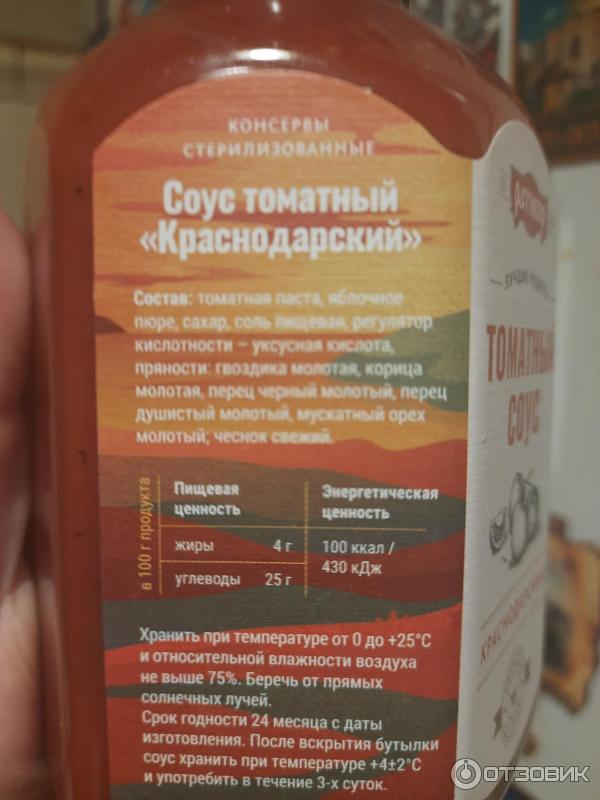 КОНСЕРВЫ
СТЕРИЛИЗОВАННЫЕ
Соус томатный
«Краснодарский»
Состав: томатная паста, яблочное
пюре, сахар, соль пищевая, регулятор
кислотности – уксусная кислота,
пряности: гвоздика молотая, корица
молотая, перец черный молотый, перец
душистый молотый, мускатный орех
молотый; чеснок свежий.
в 100 г продукта
Пищевая ценность
Энергетическая ценность
жиры 4 г
углеводы 25 г
100 ккал /
430 кДж
Хранить при температуре от 0 до +25°С
и относительной влажности воздуха
не выше 75%. Беречь от прямых
солнечных лучей.
Срок годности 24 месяца с даты
изготовления. После вскрытия бутылки
соус хранить при температуре +4±2°С
и употребить в течение 3-х суток.
ТОМАТНЫЙ
СОУС
ОТЗОВИК